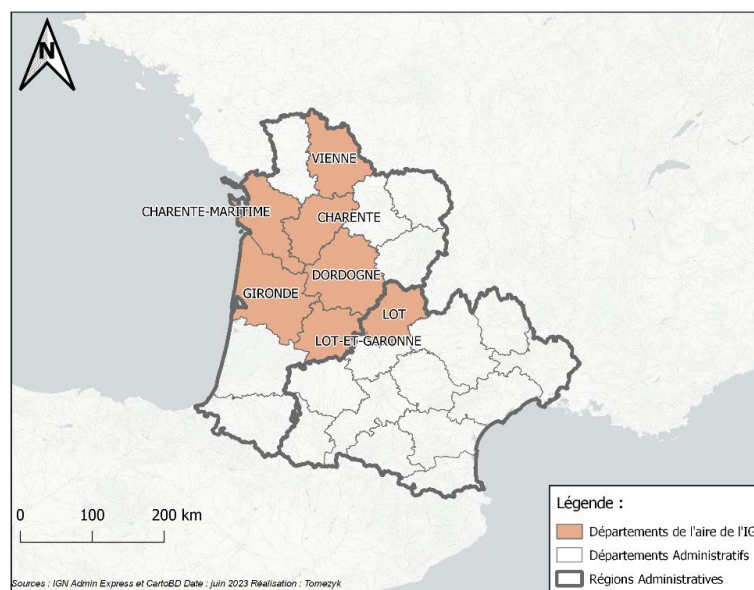 N
VIENNE
CHARENTE-MARITIME
CHARENTE
DORDOGNE
GIRONDE
LOT
LOT-ET-GARONNE
0 100 200 km
Légende :
Départements de l'aire de l'IG
Départements Administratifs
Régions Administratives
Sources : IGN Admin Express et CartoBD Date : juin 2023 Réalisation : Tomezyk